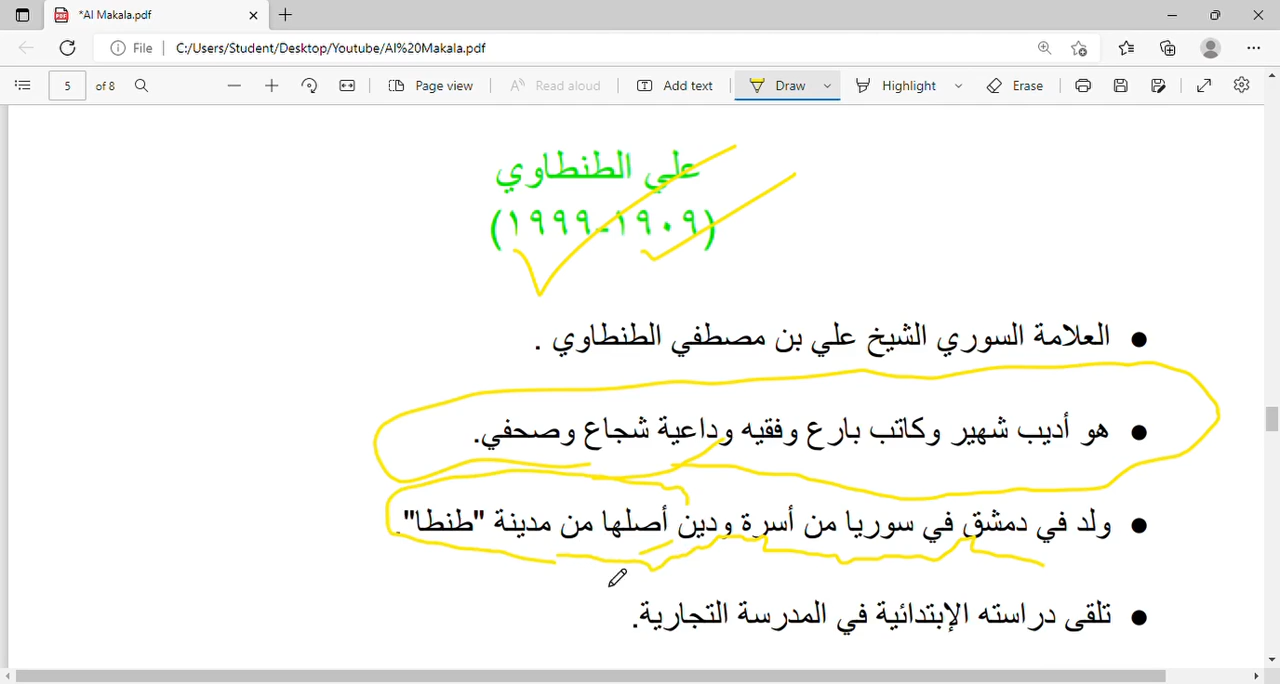 *Al Makala.pdf
File
C:/Users/Student/Desktop/Youtube/Al%20Makala.pdf
5 of 8
Page view
Read aloud
Add text
Draw
Highlight
Erase
علي الطنطاوي
(١٩٠٩-١٩٩٩)
● العلامة السوري الشيخ علي بن مصطفي الطنطاوي .
● هو أديب شهير وكاتب بارع وفقيه وداعية شجاع وصحفي.
● ولد في دمشق في سوريا من أسرة ودين أصلها من مدينة "طنطا".
● تلقى دراسته الإبتدائية في المدرسة التجارية.